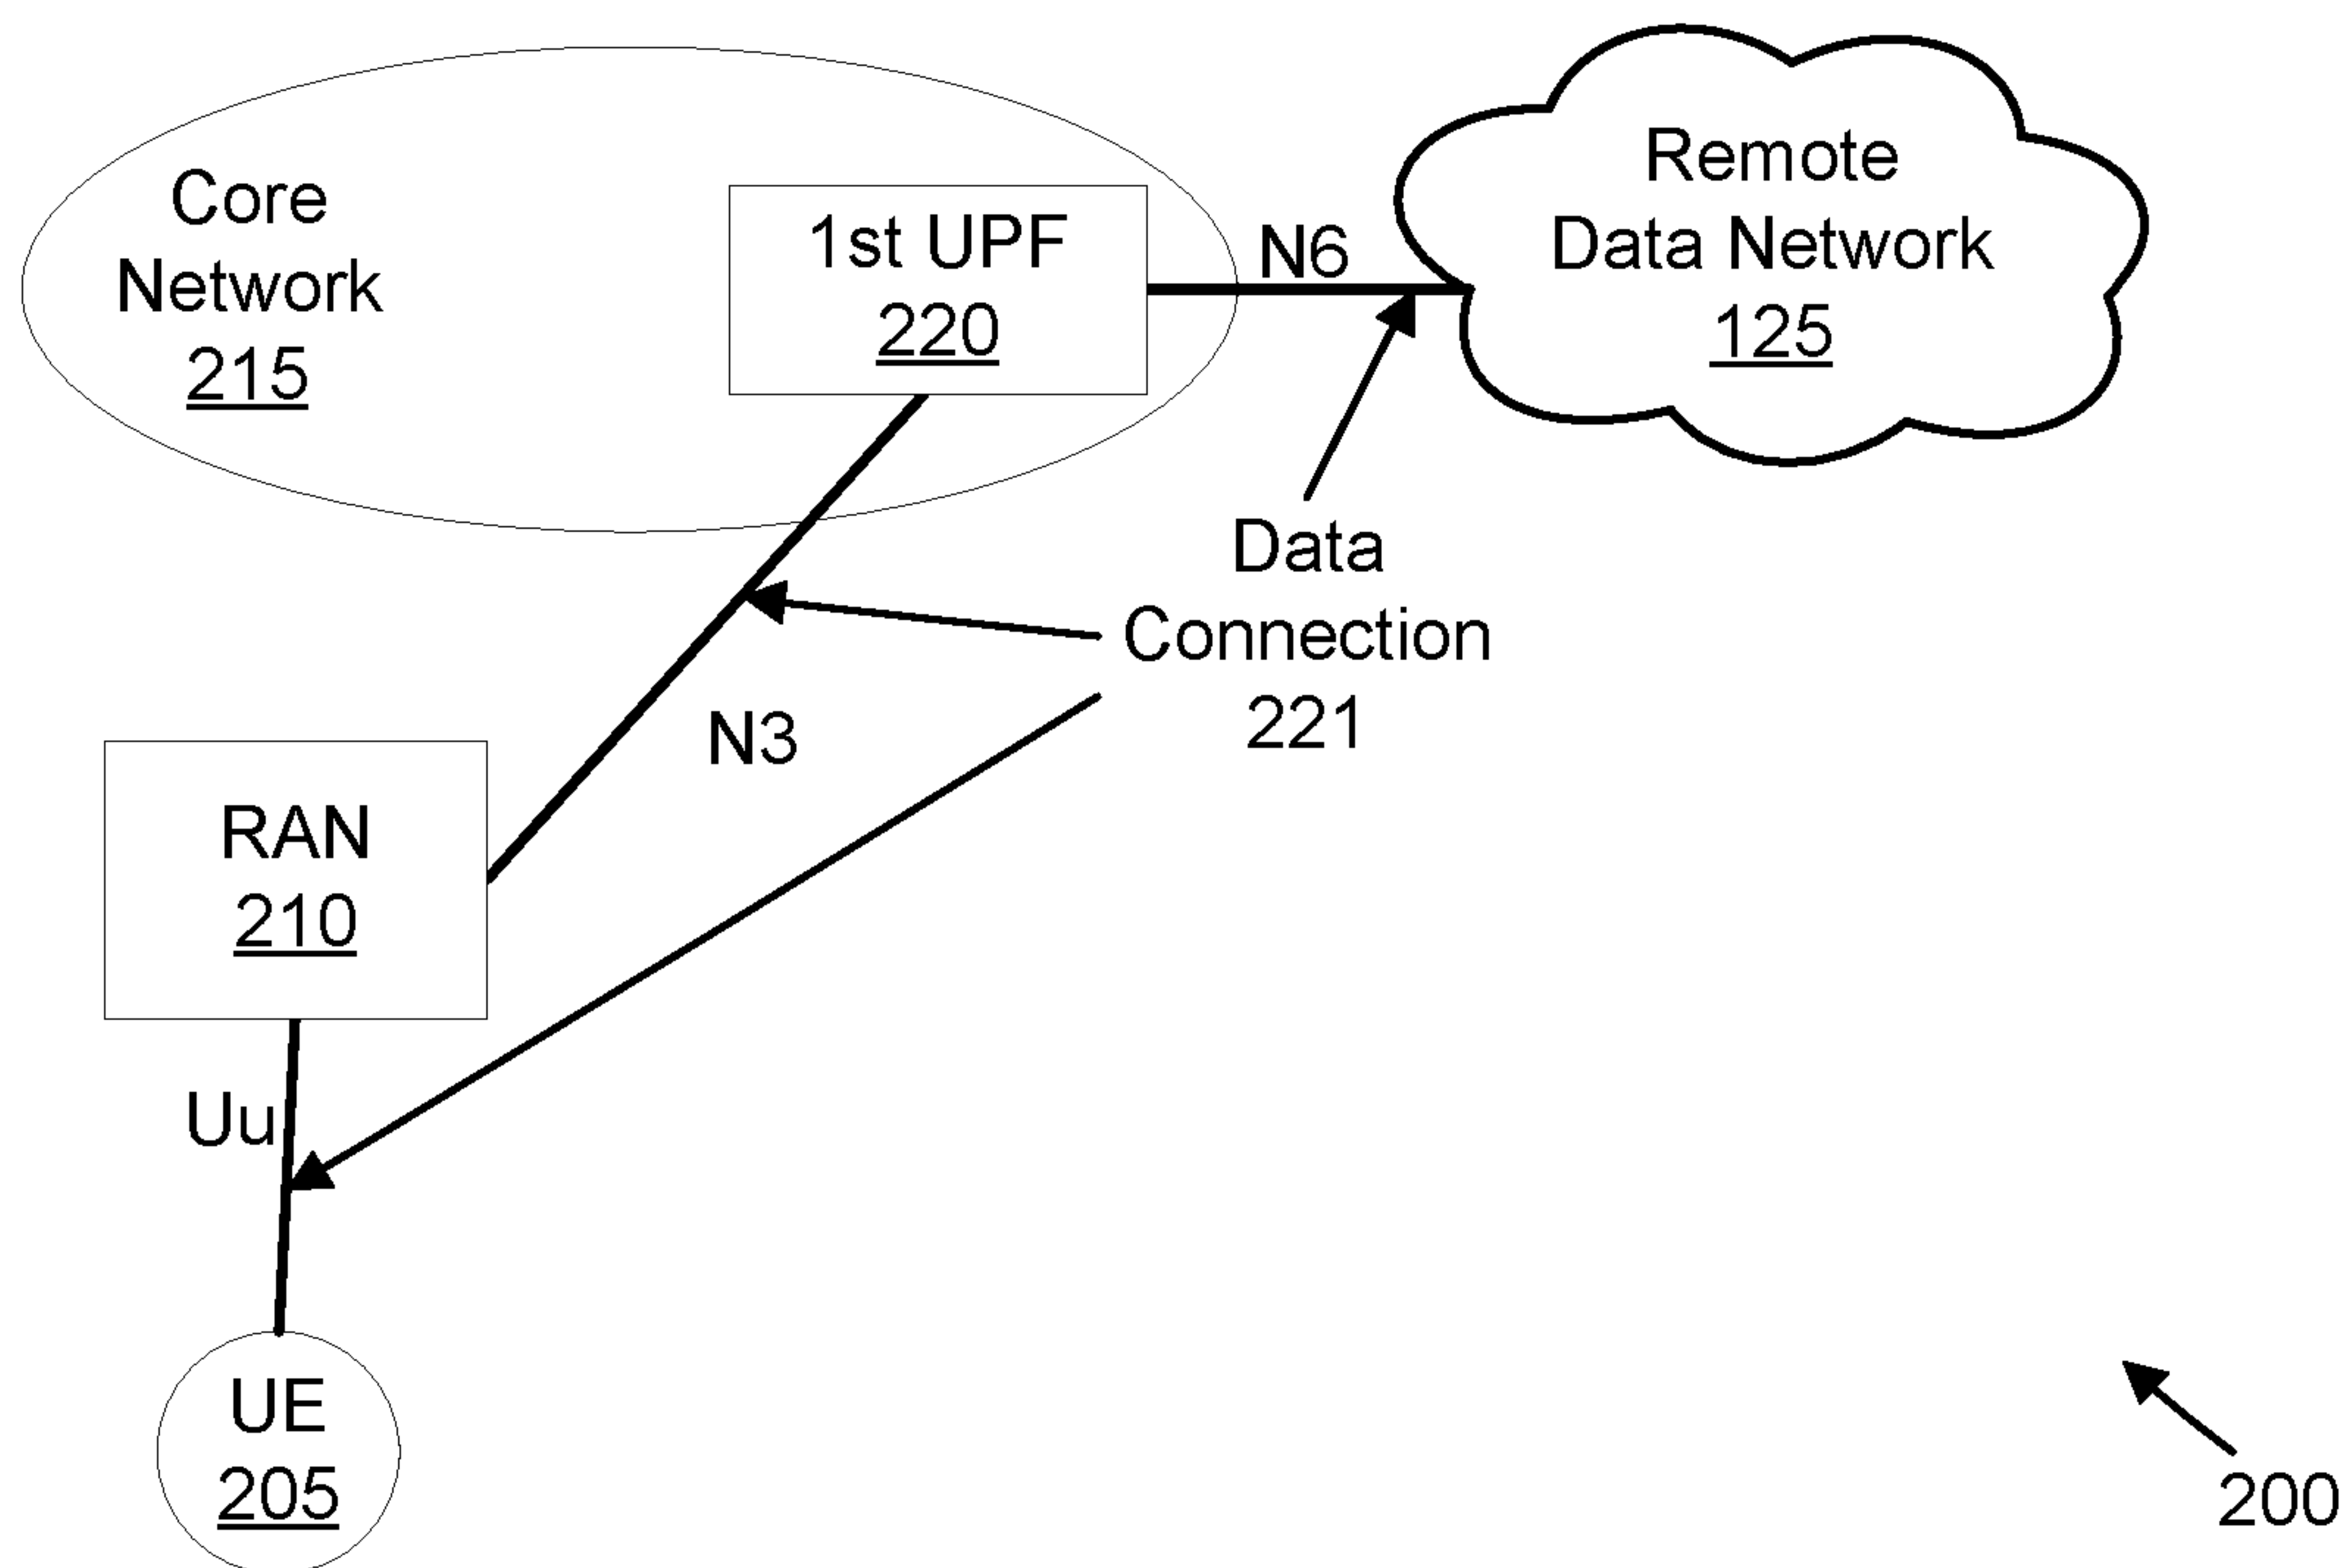 Core
Network
215
1st UPF
220
N6
Remote
Data Network
125
Data
Connection
221
N3
RAN
210
Uu
UE
205
200